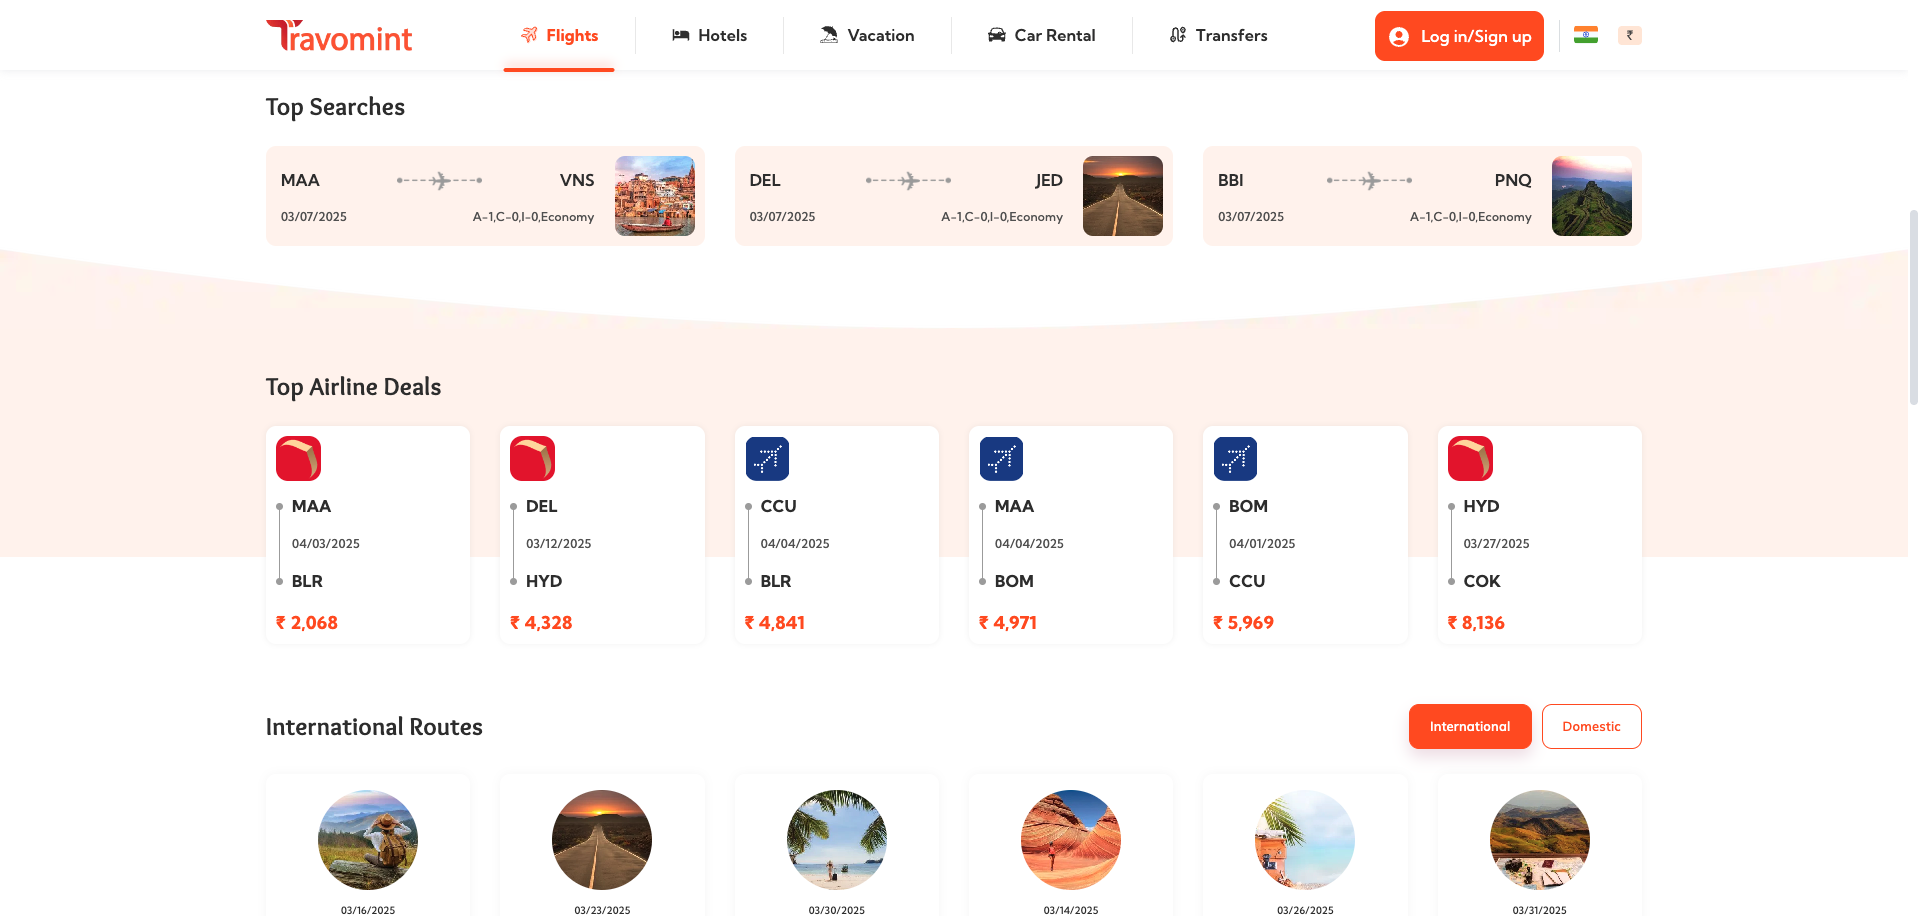 Travomint
Flights
Hotels
Vacation
Car Rental
Transfers
Log in/Sign up
₹
Top Searches
MAA
VNS
03/07/2025
A-1,C-0,I-0,Economy
DEL
JED
03/07/2025
A-1,C-0,I-0,Economy
BBI
PNQ
03/07/2025
A-1,C-0,I-0,Economy
Top Airline Deals
MAA
04/03/2025
BLR
₹ 2,068
DEL
03/12/2025
HYD
₹ 4,328
CCU
04/04/2025
BLR
₹ 4,841
MAA
04/04/2025
BOM
₹ 4,971
BOM
04/01/2025
CCU
₹ 5,969
HYD
03/27/2025
COK
₹ 8,136
International Routes
International
Domestic
03/16/2025
03/23/2025
03/30/2025
03/14/2025
03/26/2025
03/31/2025